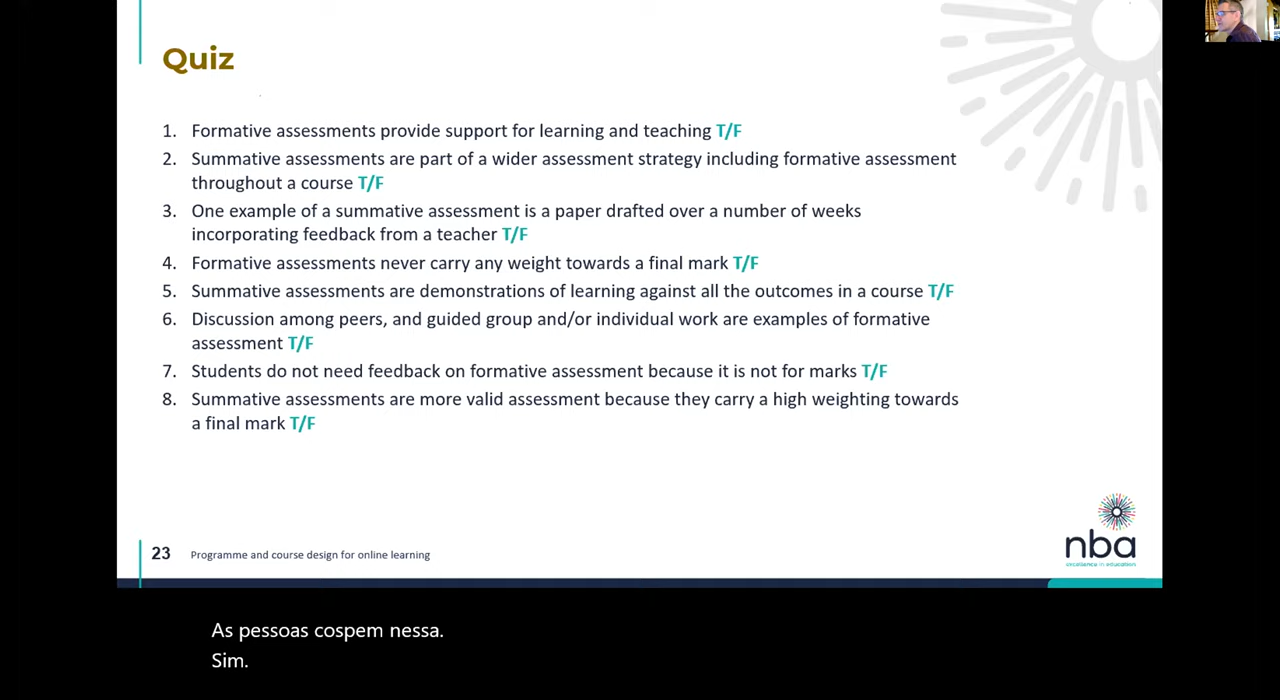 Quiz
1. Formative assessments provide support for learning and teaching T/F
2. Summative assessments are part of a wider assessment strategy including formative assessment
throughout a course T/F
3. One example of a summative assessment is a paper drafted over a number of weeks
incorporating feedback from a teacher T/F
4. Formative assessments never carry any weight towards a final mark T/F
5. Summative assessments are demonstrations of learning against all the outcomes in a course T/F
6. Discussion among peers, and guided group and/or individual work are examples of formative
assessment T/F
7. Students do not need feedback on formative assessment because it is not for marks T/F
8. Summative assessments are more valid assessment because they carry a high weighting towards
a final mark T/F
23 Programme and course design for online learning
nba
excellence in education
As pessoas cospem nessa.
Sim.